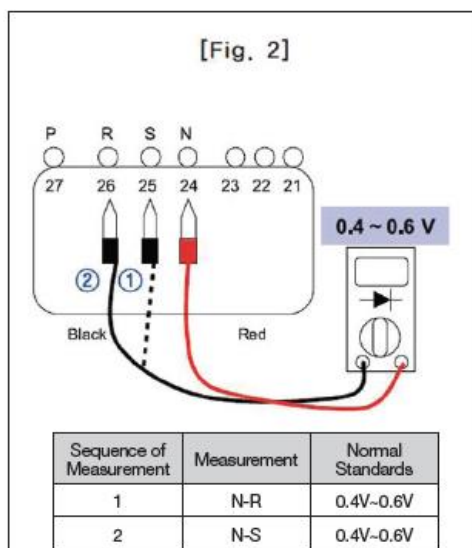 [Fig. 2]
P R S N
27 26 25 24 23 22 21
0.4 ~ 0.6 V
② ①
Black Red
Sequence of Measurement Measurement Normal Standards
1 N-R 0.4V~0.6V
2 N-S 0.4V~0.6V